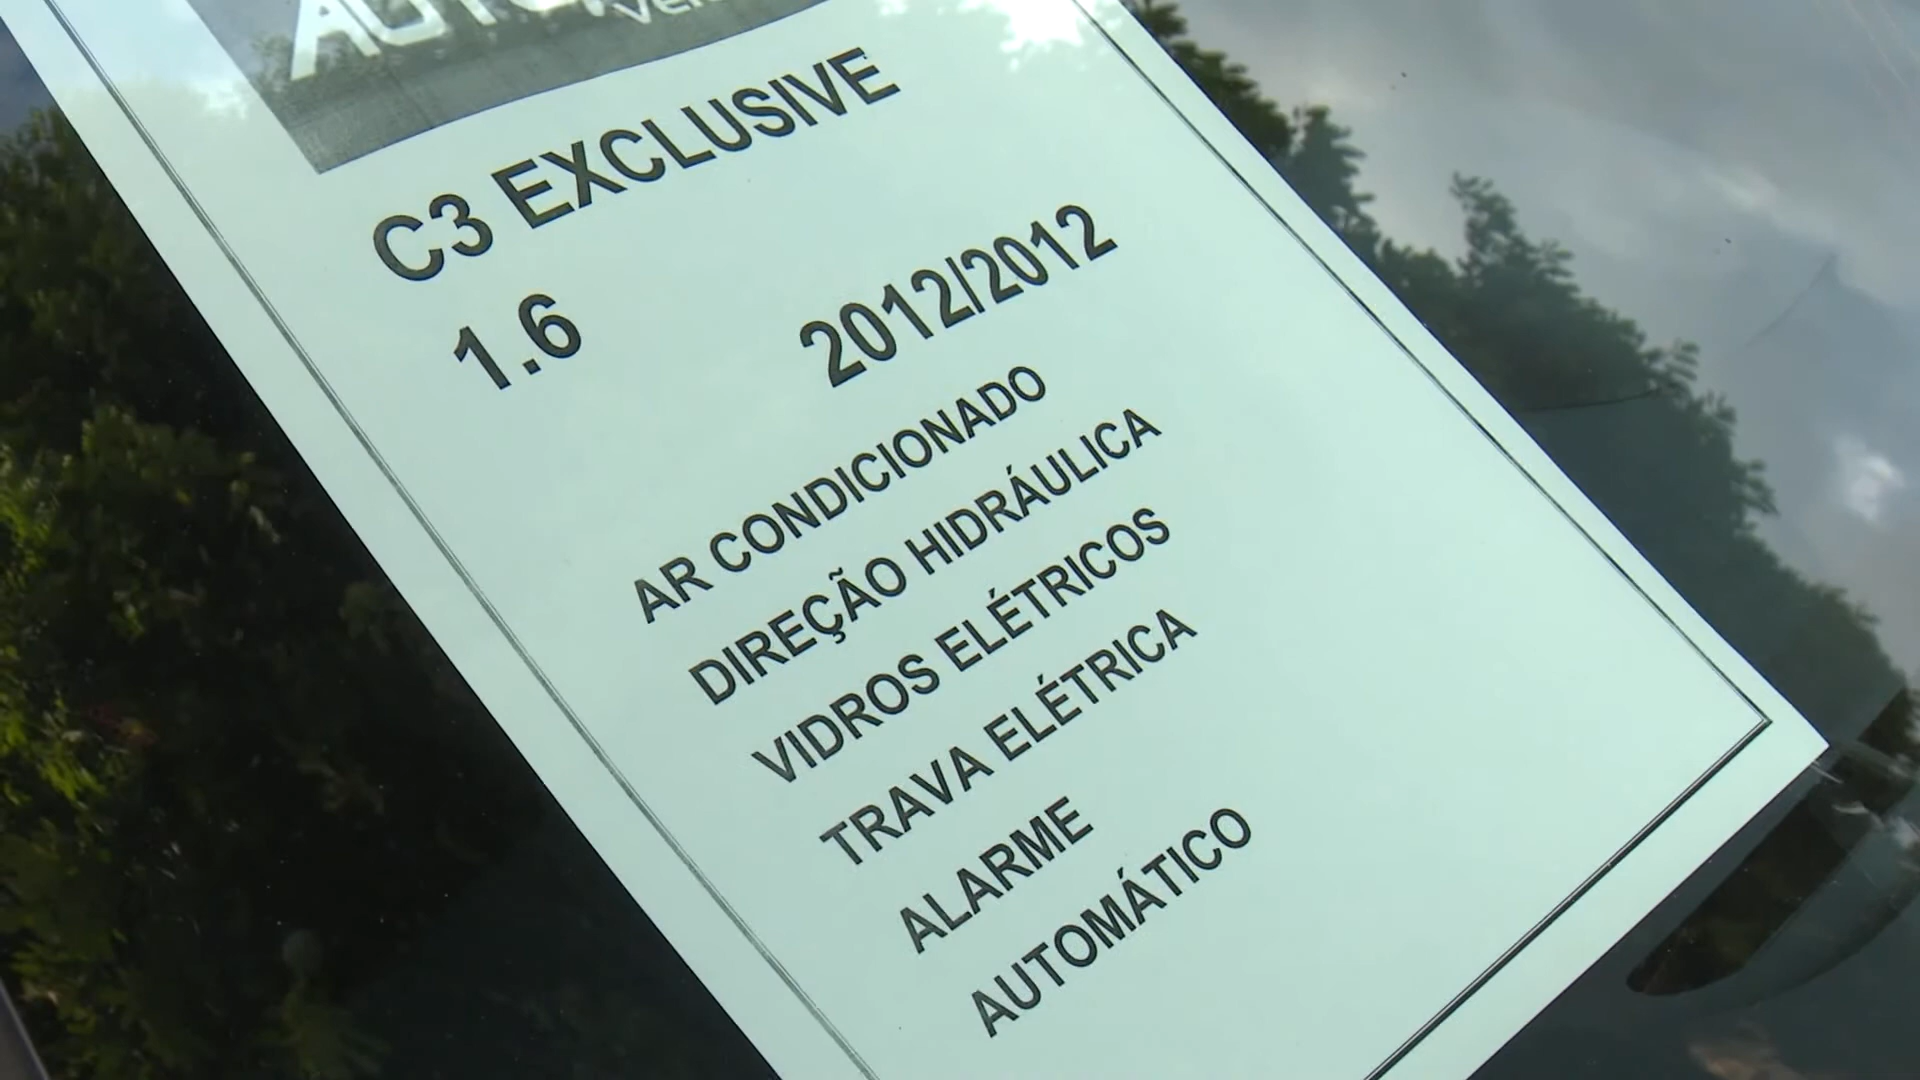 C3 EXCLUSIVE
1.6 2012/2012
AR CONDICIONADO
DIREÇÃO HIDRÁULICA
VIDROS ELÉTRICOS
TRAVA ELÉTRICA
ALARME
AUTOMÁTICO